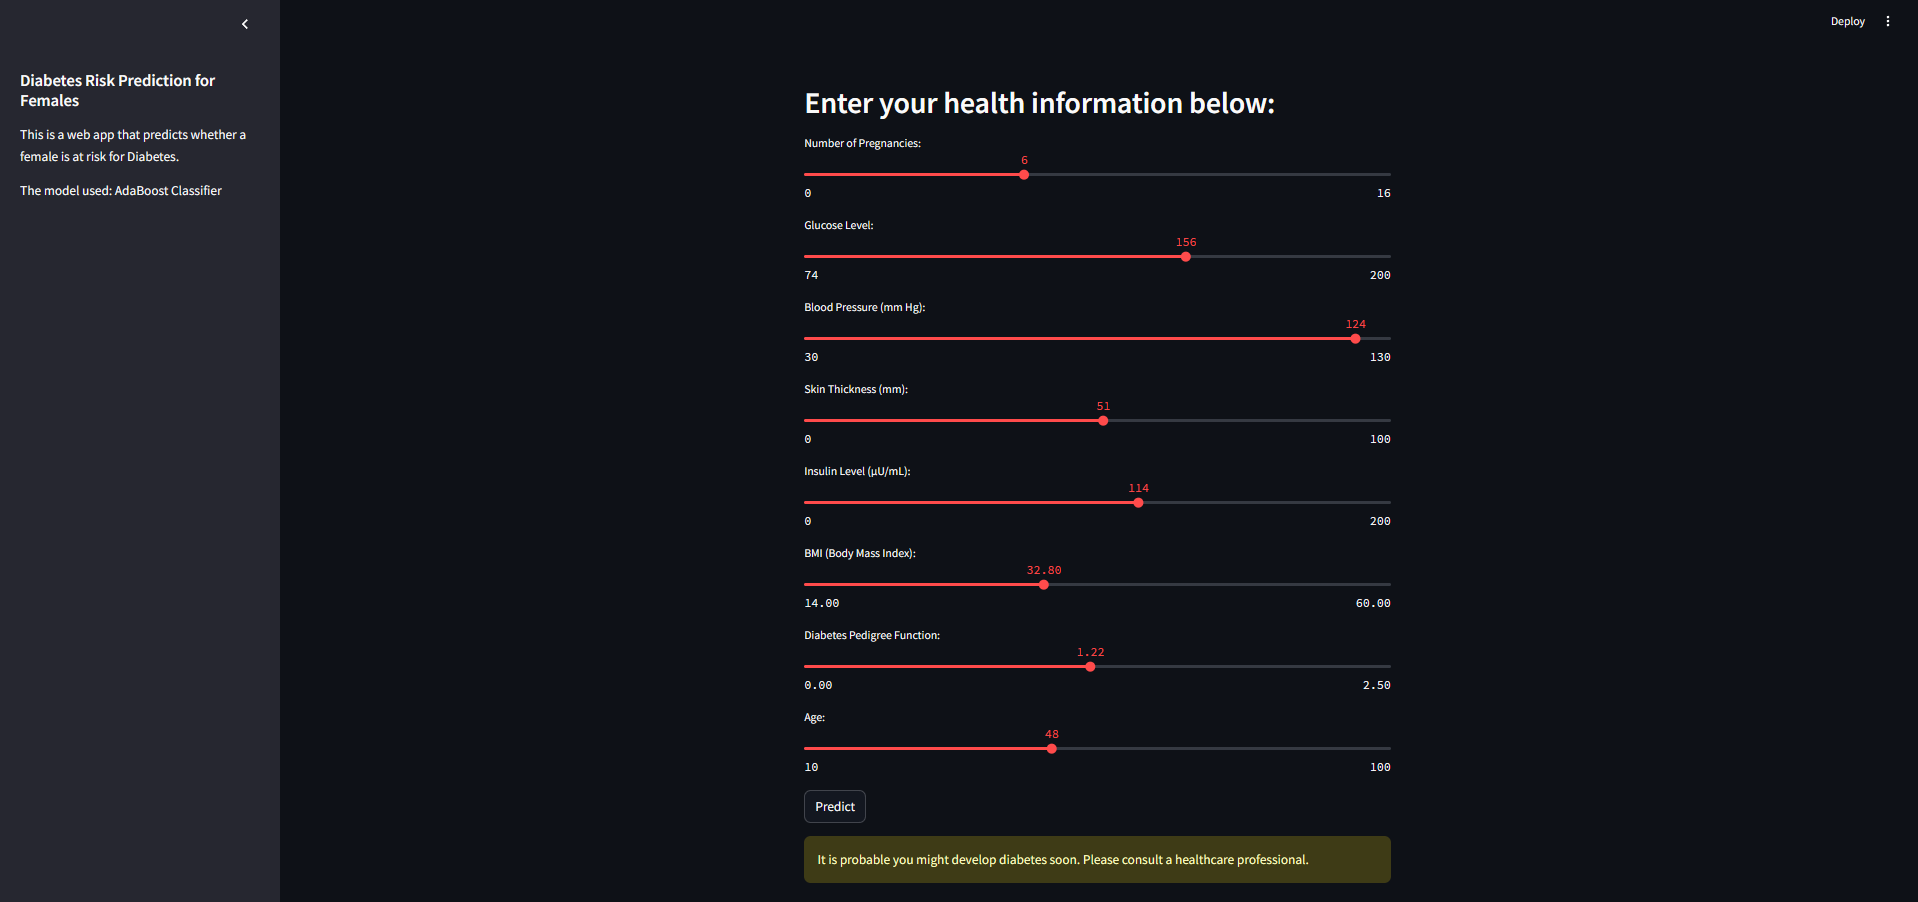 Deploy
Diabetes Risk Prediction for
Females
This is a web app that predicts whether a
female is at risk for Diabetes.
The model used: AdaBoost Classifier
Enter your health information below:
Number of Pregnancies:
6
0 16
Glucose Level:
156
74 200
Blood Pressure (mm Hg):
124
30 130
Skin Thickness (mm):
51
0 100
Insulin Level (μU/mL):
114
0 200
BMI (Body Mass Index):
32.80
14.00 60.00
Diabetes Pedigree Function:
1.22
0.00 2.50
Age:
48
10 100
Predict
It is probable you might develop diabetes soon. Please consult a healthcare professional.